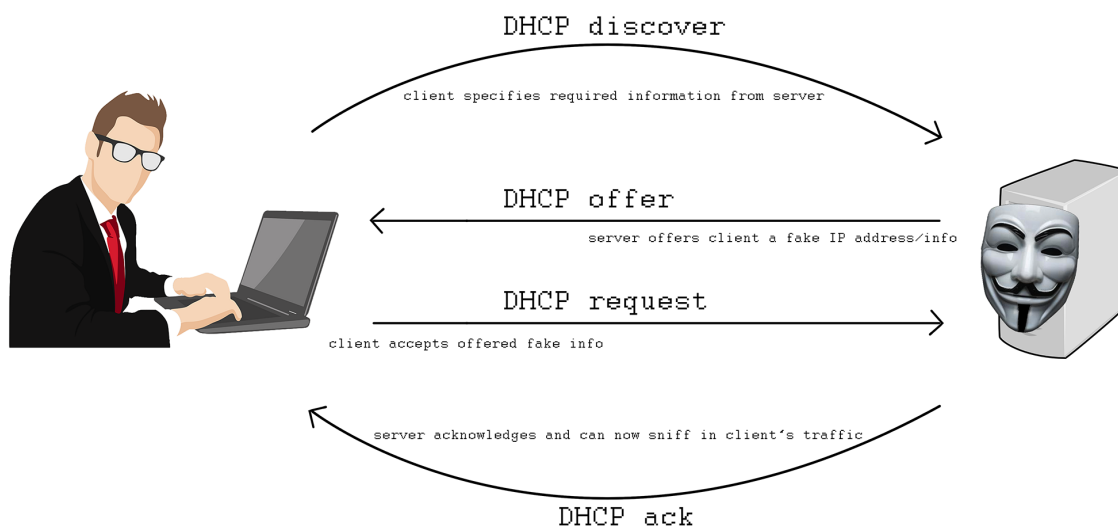 DHCP discover
client specifies required information from server
DHCP offer
server offers client a fake IP address/info
DHCP request
client accepts offered fake info
server acknowledges and can now sniff in client´s traffic
DHCP ack